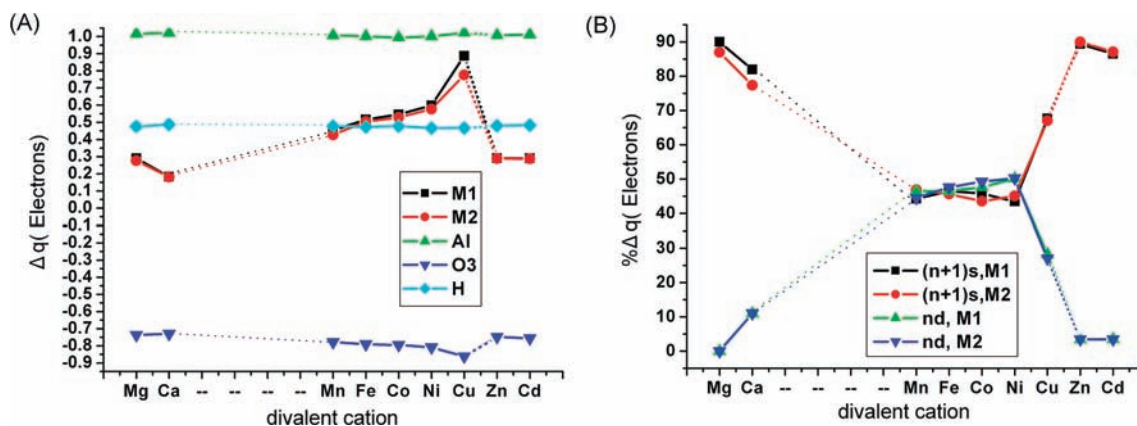 (A)
Δ q( Electrons)
1.0
0.9
0.8
0.7
0.6
0.5
0.4
0.3
0.2
0.1
0.0
-0.1
-0.2
-0.3
-0.4
-0.5
-0.6
-0.7
-0.8
-0.9
M1
M2
Al
O3
H
Mg Ca -- -- -- -- Mn Fe Co Ni Cu Zn Cd
divalent cation
(B)
%Δ q( Electrons)
90
80
70
60
50
40
30
20
10
0
(n+1)s,M1
(n+1)s,M2
nd, M1
nd, M2
Mg Ca -- -- -- -- Mn Fe Co Ni Cu Zn Cd
divalent cation